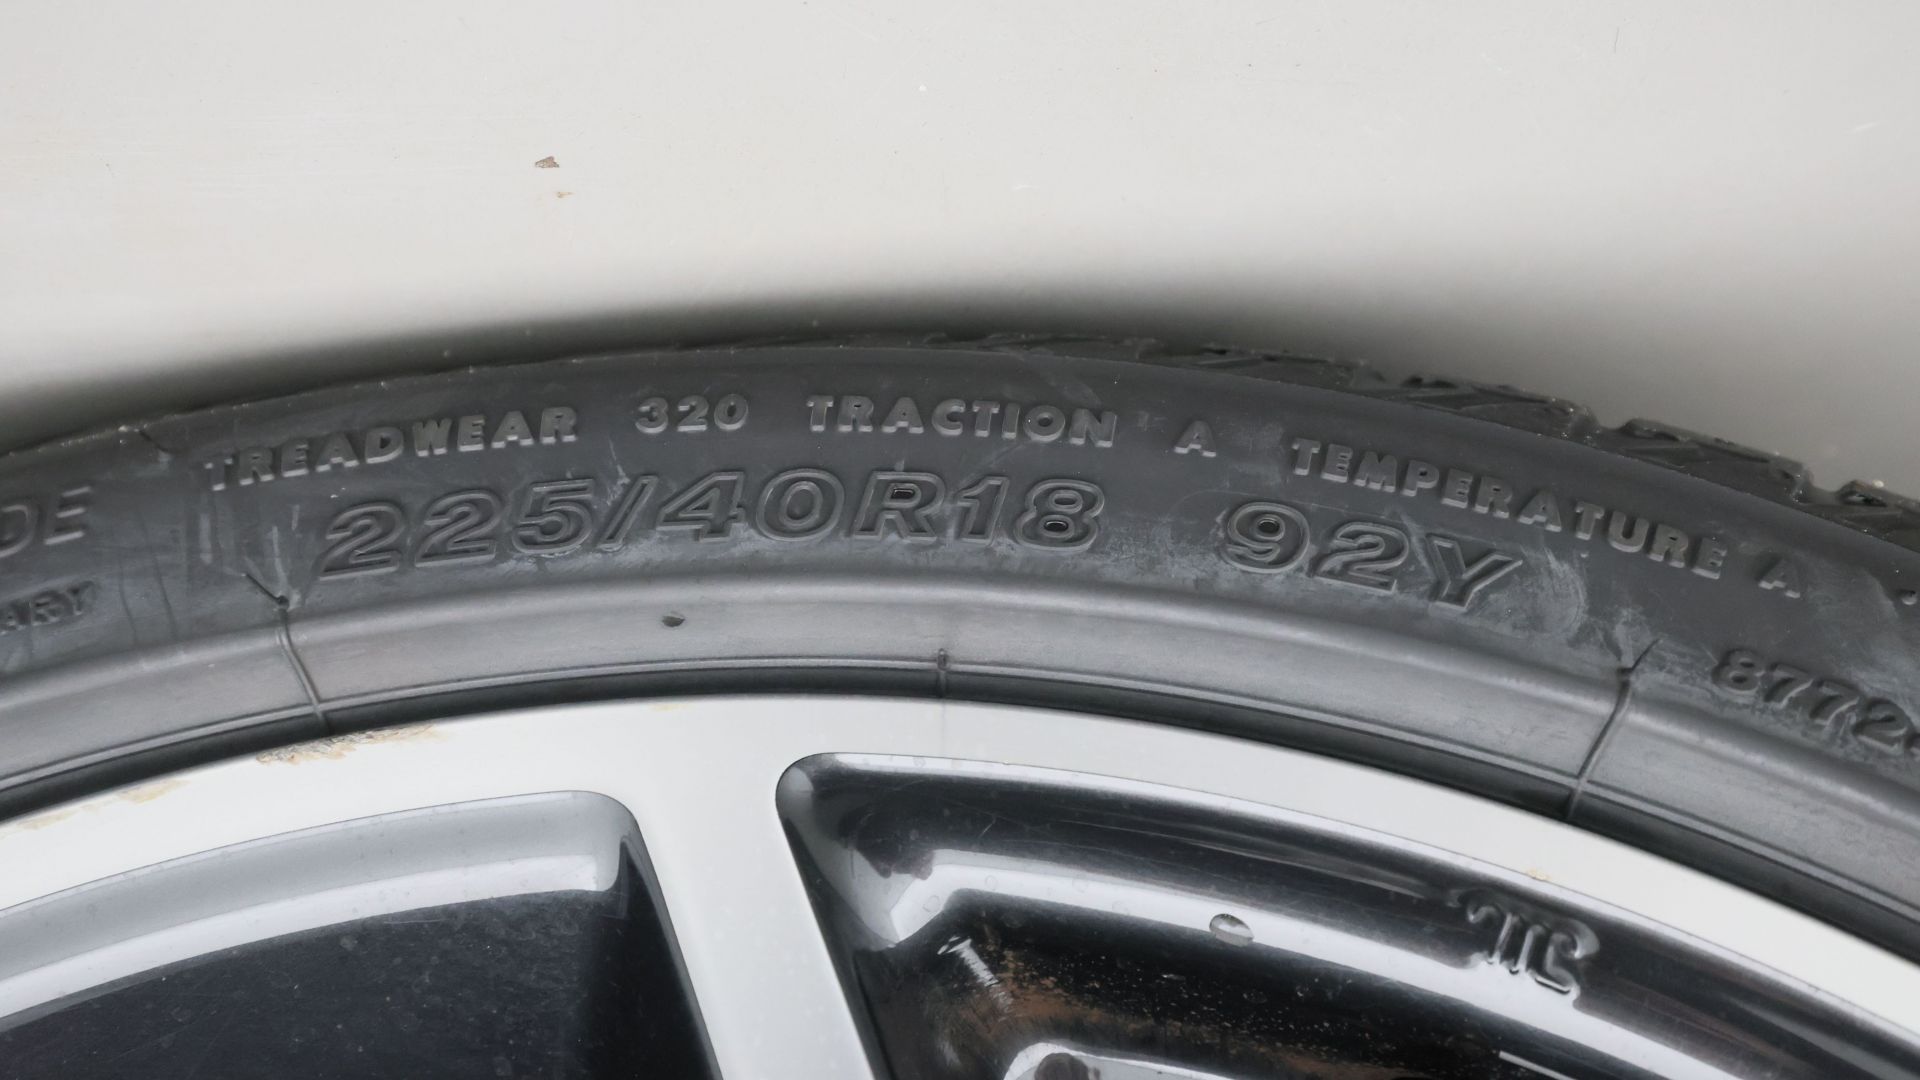 TREADWEAR 320 TRACTION A TEMPERATURE A
225/40R18 92Y